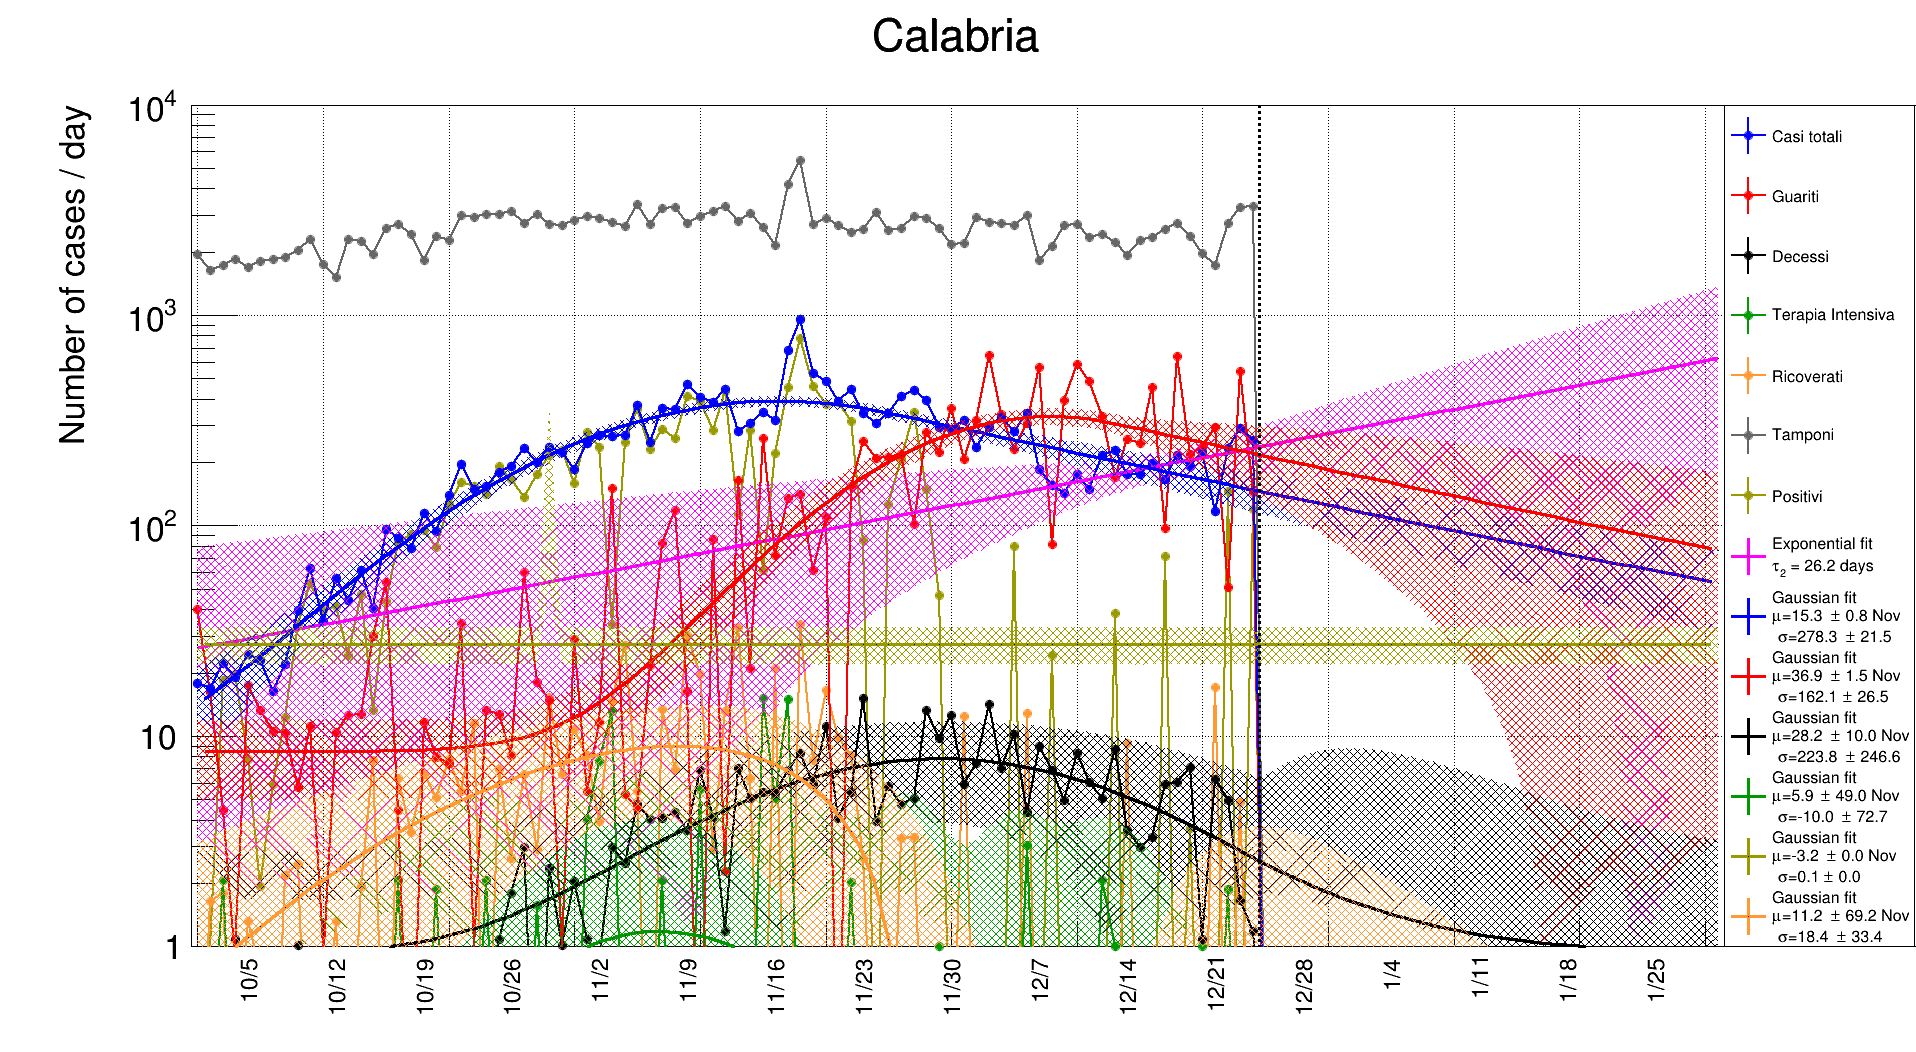 Calabria
Number of cases / day
10⁴
10³
10²
10
1
10/5
10/12
10/19
10/26
11/2
11/9
11/16
11/23
11/30
12/7
12/14
12/21
12/28
1/4
1/11
1/18
1/25
Casi totali
Guariti
Decessi
Terapia Intensiva
Ricoverati
Tamponi
Positivi
Exponential fit
τ₂ = 26.2 days
Gaussian fit
μ=15.3 ± 0.8 Nov
σ=278.3 ± 21.5
Gaussian fit
μ=36.9 ± 1.5 Nov
σ=162.1 ± 26.5
Gaussian fit
μ=28.2 ± 10.0 Nov
σ=223.8 ± 246.6
Gaussian fit
μ=5.9 ± 49.0 Nov
σ=-10.0 ± 72.7
Gaussian fit
μ=-3.2 ± 0.0 Nov
σ=0.1 ± 0.0
Gaussian fit
μ=11.2 ± 69.2 Nov
σ=18.4 ± 33.4